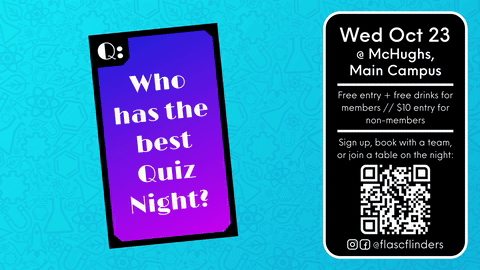 Q:
Who
has the
best
Quiz
Night?
Wed Oct 23
@ McHughs,
Main Campus
Free entry + free drinks for
members // $10 entry for
non-members
Sign up, book with a team,
or join a table on the night:
@flascflinders